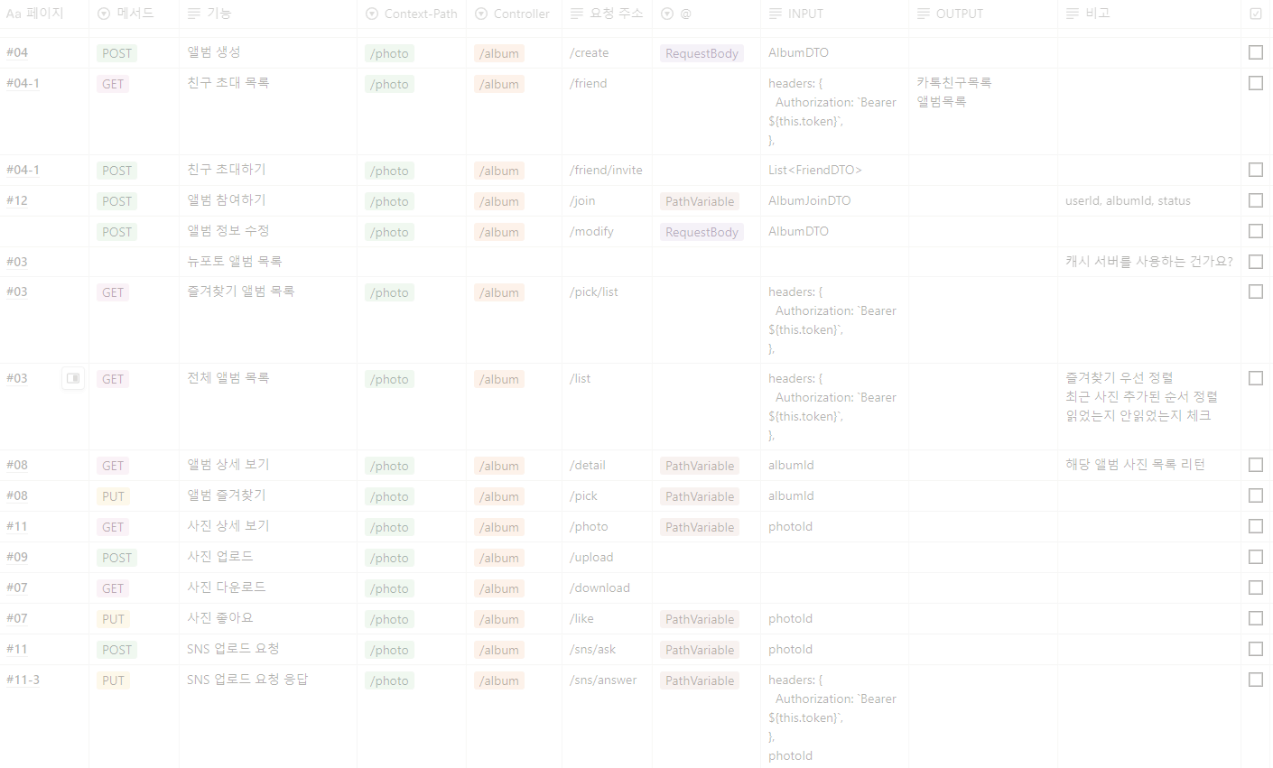 Aa 페이지 메서드 기능 Context-Path Controller 요청 주소 @ INPUT OUTPUT 비고
#04 POST 앨범 생성 /photo /album /create RequestBody AlbumDTO
#04-1 GET 친구 초대 목록 /photo /album /friend headers: { 카톡친구목록
Authorization: `Bearer 앨범목록
${this.token}`,
},
#04-1 POST 친구 초대하기 /photo /album /friend/invite List<FriendDTO>
#12 POST 앨범 참여하기 /photo /album /join PathVariable AlbumJoinDTO userId, albumId, status
POST 앨범 정보 수정 /photo /album /modify RequestBody AlbumDTO
#03 뉴포토 앨범 목록 캐시 서버를 사용하는 건가요?
#03 GET 즐겨찾기 앨범 목록 /photo /album /pick/list headers: {
Authorization: `Bearer
${this.token}`,
},
#03 GET 전체 앨범 목록 /photo /album /list headers: { 즐겨찾기 우선 정렬
Authorization: `Bearer 최근 사진 추가된 순서 정렬
${this.token}`, 읽었는지 안읽었는지 체크
},
#08 GET 앨범 상세 보기 /photo /album /detail PathVariable albumId 해당 앨범 사진 목록 리턴
#08 PUT 앨범 즐겨찾기 /photo /album /pick PathVariable albumId
#11 GET 사진 상세 보기 /photo /album /photo PathVariable photoId
#09 POST 사진 업로드 /photo /album /upload
#07 GET 사진 다운로드 /photo /album /download
#07 PUT 사진 좋아요 /photo /album /like PathVariable photoId
#11 POST SNS 업로드 요청 /photo /album /sns/ask PathVariable photoId
#11-3 PUT SNS 업로드 요청 응답 /photo /album /sns/answer PathVariable headers: {
Authorization: `Bearer
${this.token}`,
},
photoId